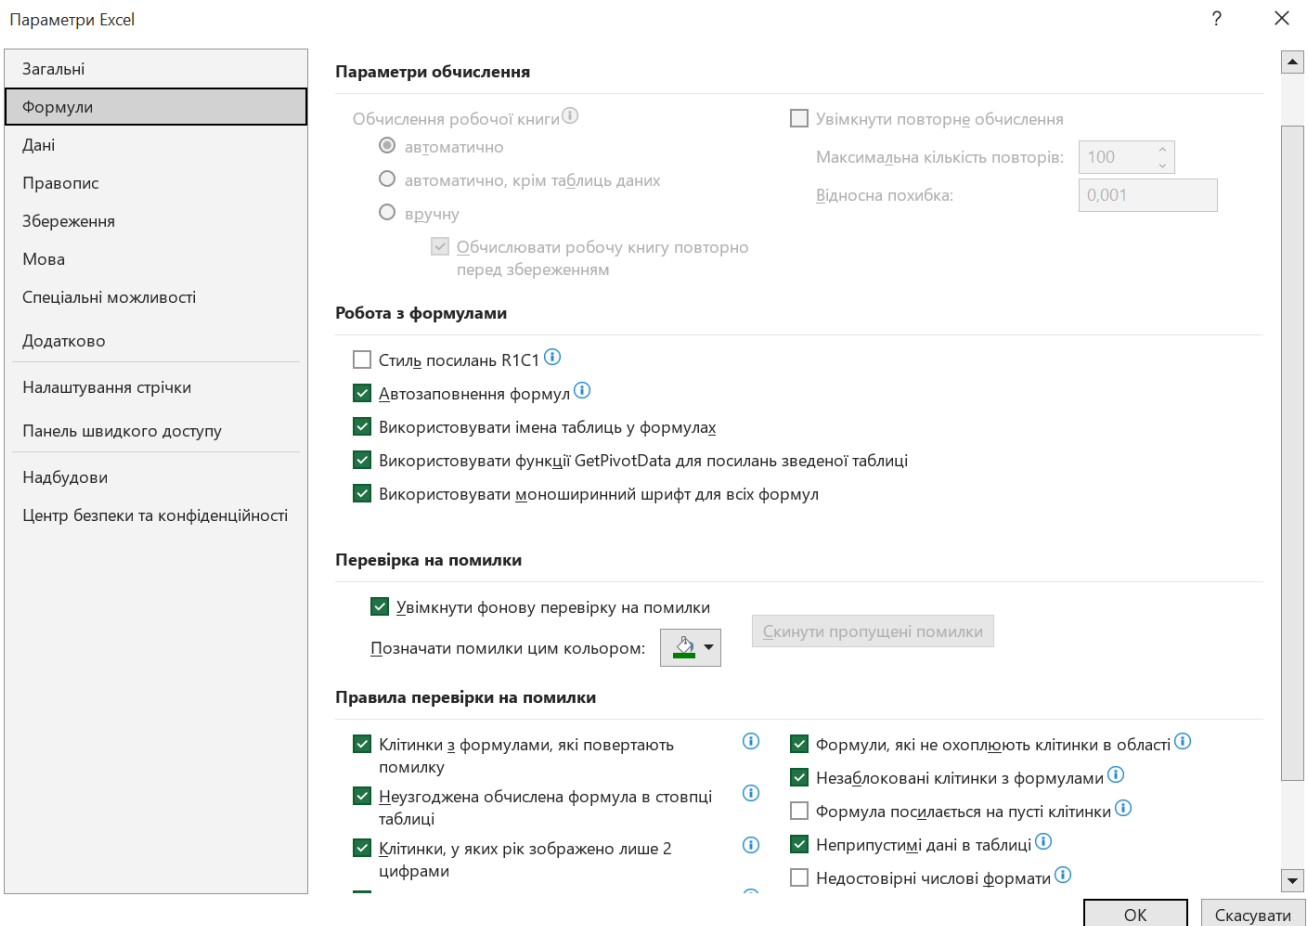 Параметри Excel
?
Загальні
Формули
Дані
Правопис
Збереження
Мова
Спеціальні можливості
Додатково
Налаштування стрічки
Панель швидкого доступу
Надбудови
Центр безпеки та конфіденційності
Параметри обчислення
Обчислення робочої книги
автоматично
автоматично, крім таблиць даних
вручну
Обчислювати робочу книгу повторно
перед збереженням
Увімкнути повторне обчислення
Максимальна кількість повторів: 100
Відносна похибка: 0,001
Робота з формулами
Стиль посилань R1C1
Автозаповнення формул
Використовувати імена таблиць у формулах
Використовувати функції GetPivotData для посилань зведеної таблиці
Використовувати моноширинний шрифт для всіх формул
Перевірка на помилки
Увімкнути фонову перевірку на помилки
Позначати помилки цим кольором:
Скинути пропущені помилки
Правила перевірки на помилки
Клітинки з формулами, які повертають
помилку
Неузгоджена обчислена формула в стовпці
таблиці
Клітинки, у яких рік зображено лише 2
цифрами
Формули, які не охоплюють клітинки в області
Незаблоковані клітинки з формулами
Формула посилається на пусті клітинки
Неприпустимі дані в таблиці
Недостовірні числові формати
ОК
Скасувати